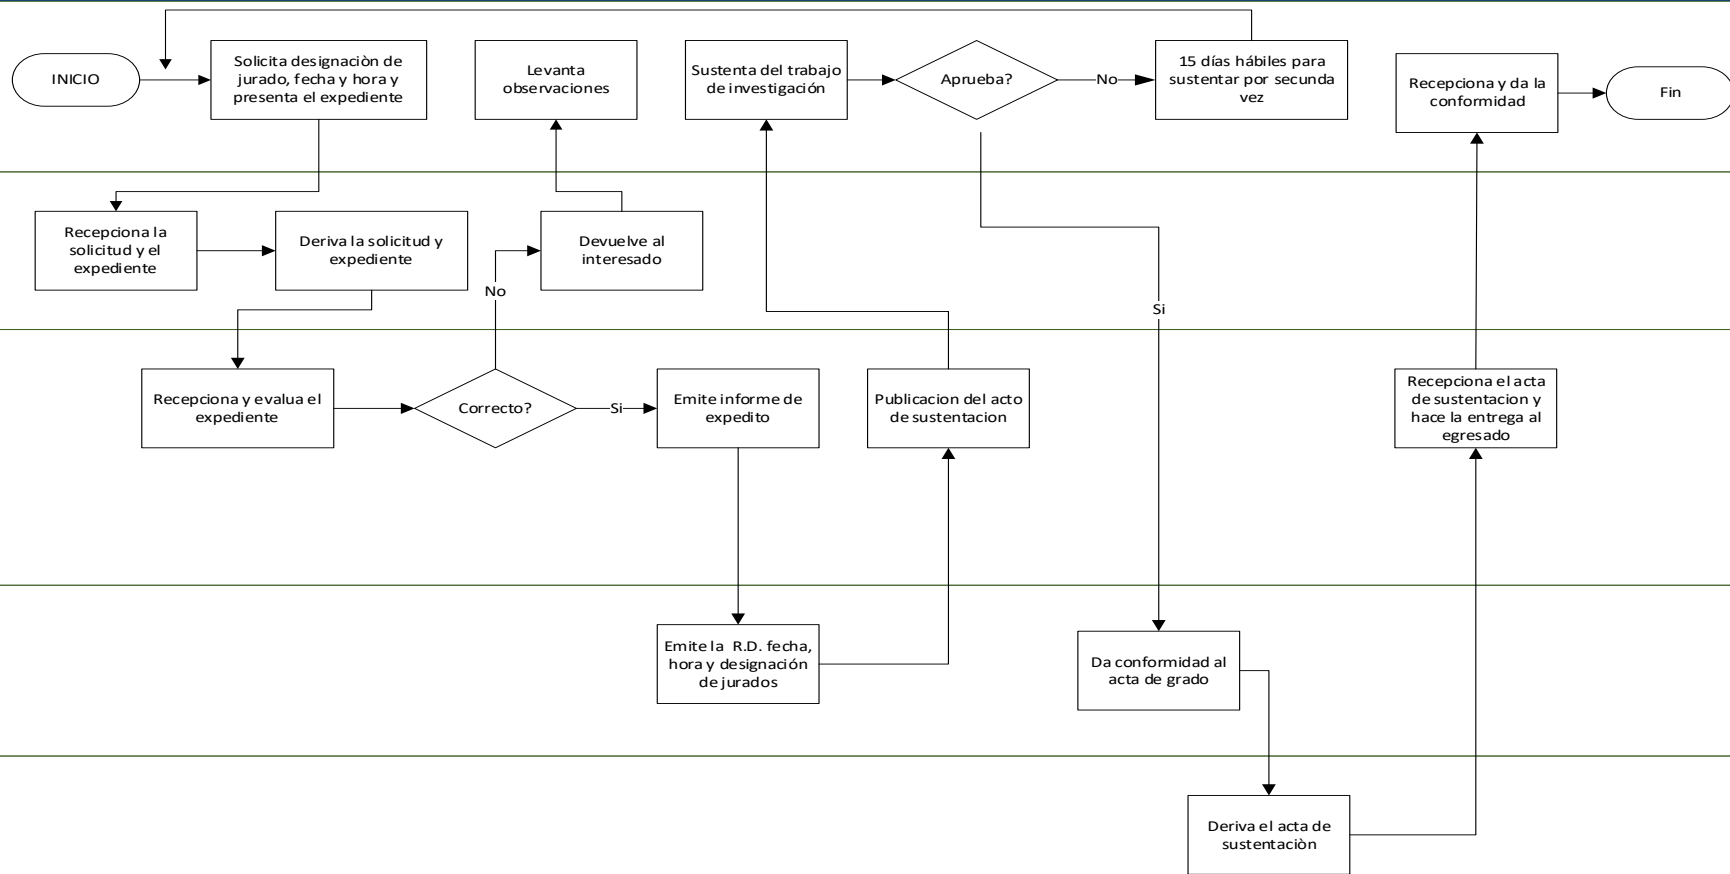 INICIO
Solicita designaciòn de
jurado, fecha y hora y
presenta el expediente
Levanta
observaciones
Sustenta del trabajo
de investigación
Aprueba?
No
15 días hábiles para
sustentar por secunda
vez
Recepciona y da la
conformidad
Fin
Recepciona la
solicitud y el
expediente
Deriva la solicitud y
expediente
No
Devuelve al
interesado
Si
Recepciona y evalua el
expediente
Correcto?
Si
Emite informe de
expedito
Publicacion del acto
de sustentacion
Recepciona el acta
de sustentacion y
hace la entrega al
egresado
Emite la R.D. fecha,
hora y designación
de jurados
Da conformidad al
acta de grado
Deriva el acta de
sustentaciòn